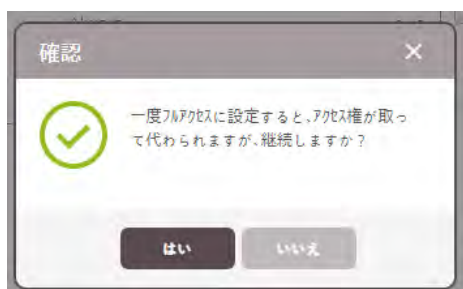 確認
一度ﾌﾙｱｸｾｽに設定すると､ｱｸｾｽ権が取っ
て代わられますが､継続しますか？
はい
いいえ